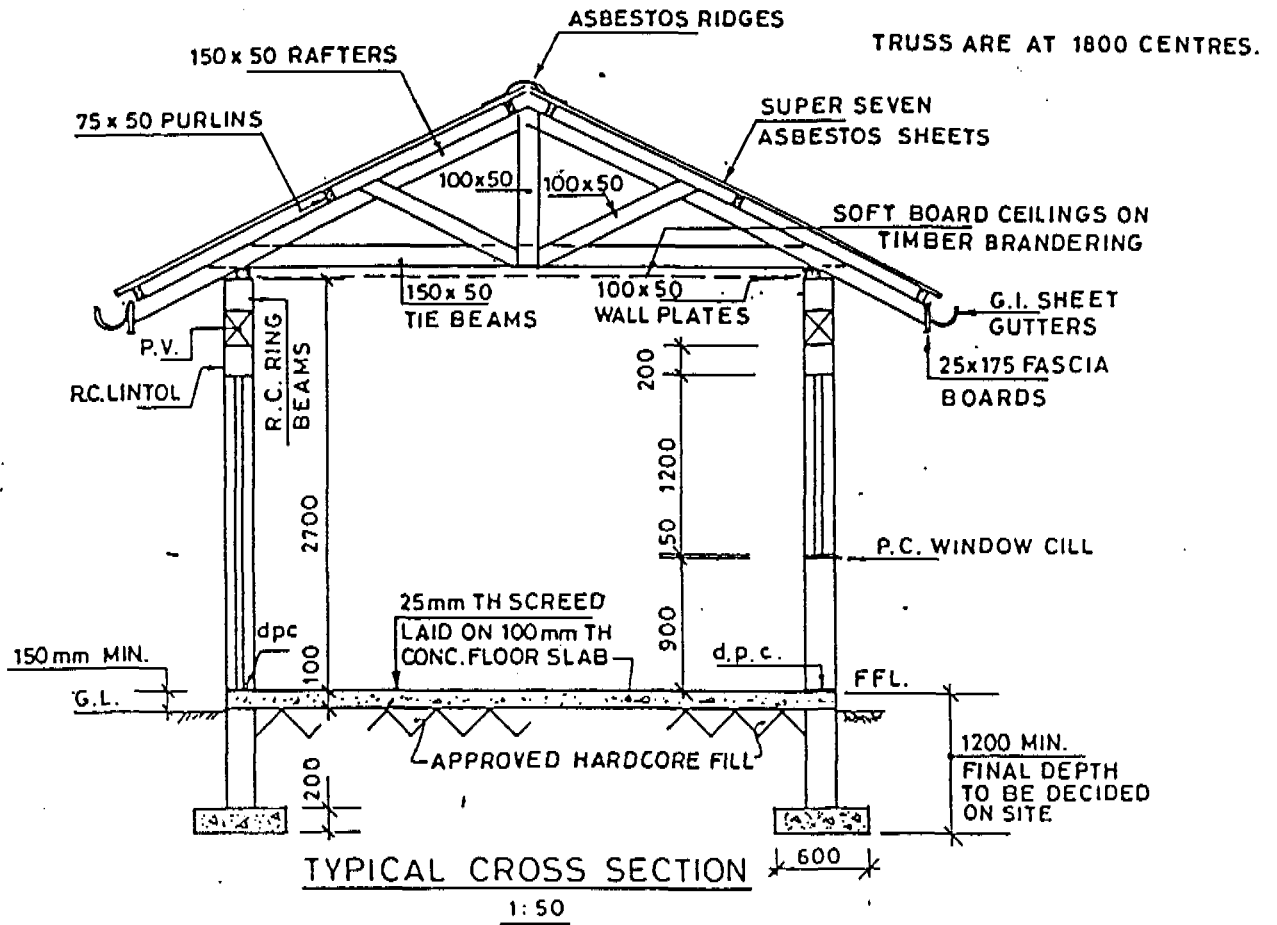 ASBESTOS RIDGES
TRUSS ARE AT 1800 CENTRES.
150 x 50 RAFTERS
75 x 50 PURLINS
SUPER SEVEN
ASBESTOS SHEETS
100x50
100x50
SOFT BOARD CEILINGS ON
TIMBER BRANDERING
150x 50
TIE BEAMS
100x50
WALL PLATES
G.I. SHEET
GUTTERS
P.V.
R.C. LINTOL
R.C. RING
BEAMS
25x175 FASCIA
BOARDS
200
1200
50
900
2700
100
P.C. WINDOW CILL
25mm TH SCREED
LAID ON 100mm TH
CONC. FLOOR SLAB
dpc
d.p.c.
150mm MIN.
G.L.
FFL.
APPROVED HARDCORE FILL
200
1200 MIN.
FINAL DEPTH
TO BE DECIDED
ON SITE
600
TYPICAL CROSS SECTION
1:50